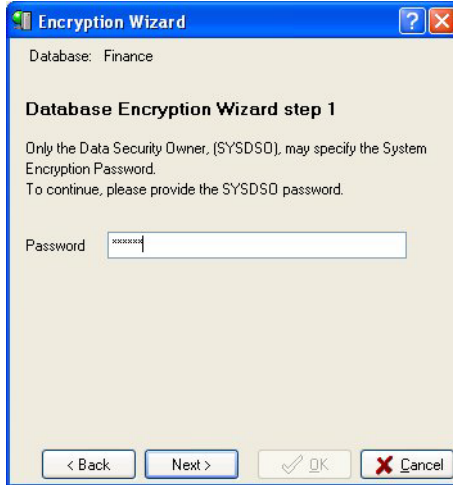 Encryption Wizard
Database: Finance
Database Encryption Wizard step 1
Only the Data Security Owner, (SYSDSO), may specify the System
Encryption Password.
To continue, please provide the SYSDSO password.
Password ××××××
< Back Next > OK Cancel